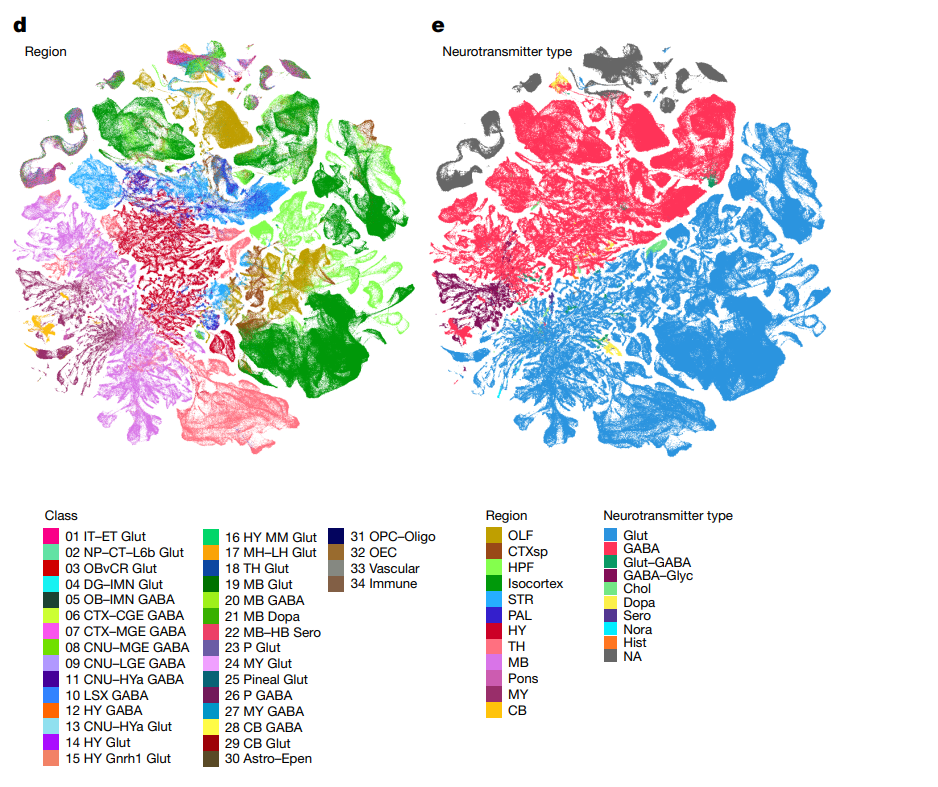 d
Region
e
Neurotransmitter type
Class
01 IT–ET Glut
02 NP–CT–L6b Glut
03 OBvCR Glut
04 DG–IMN Glut
05 OB–IMN GABA
06 CTX–CGE GABA
07 CTX–MGE GABA
08 CNU–MGE GABA
09 CNU–LGE GABA
11 CNU–HYa GABA
10 LSX GABA
12 HY GABA
13 CNU–HYa Glut
14 HY Glut
15 HY Gnrh1 Glut
16 HY MM Glut
17 MH–LH Glut
18 TH Glut
19 MB Glut
20 MB GABA
21 MB Dopa
22 MB–HB Sero
23 P Glut
24 MY Glut
25 Pineal Glut
26 P GABA
27 MY GABA
28 CB GABA
29 CB Glut
30 Astro–Epen
31 OPC–Oligo
32 OEC
33 Vascular
34 Immune
Region
OLF
CTXsp
HPF
Isocortex
STR
PAL
HY
TH
MB
Pons
MY
CB
Neurotransmitter type
Glut
GABA
Glut–GABA
GABA–Glyc
Chol
Dopa
Sero
Nora
Hist
NA